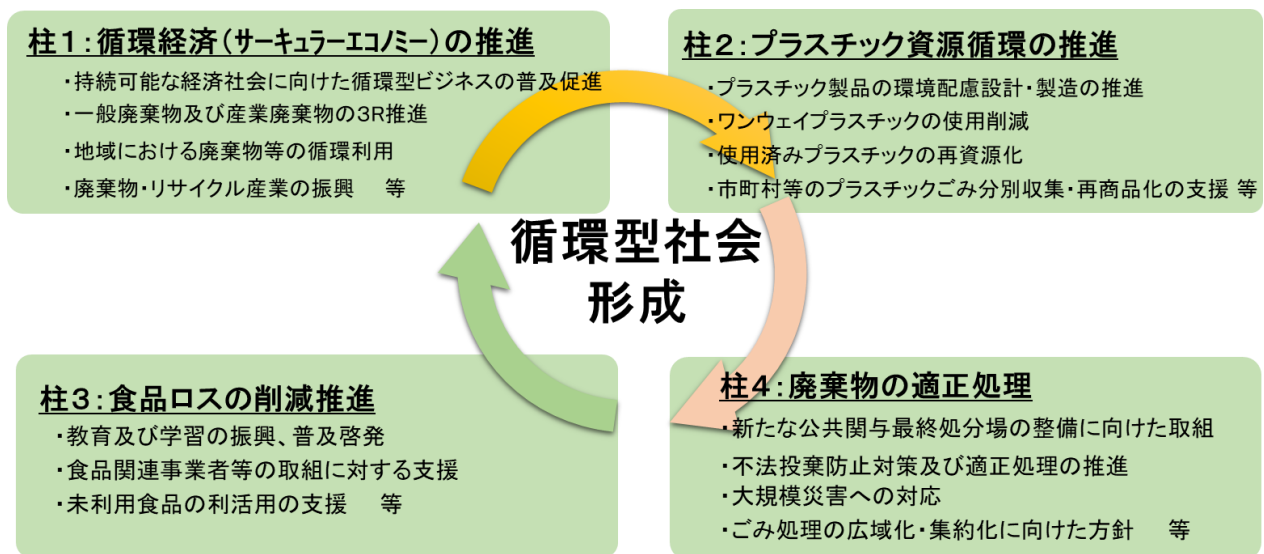 柱1：循環経済（サーキュラーエコノミー）の推進
・持続可能な経済社会に向けた循環型ビジネスの普及促進
・一般廃棄物及び産業廃棄物の3R推進
・地域における廃棄物等の循環利用
・廃棄物・リサイクル産業の振興　等
柱2：プラスチック資源循環の推進
・プラスチック製品の環境配慮設計・製造の推進
・ワンウェイプラスチックの使用削減
・使用済みプラスチックの再資源化
・市町村等のプラスチックごみ分別収集・再商品化の支援 等
循環型社会
形成
柱3：食品ロスの削減推進
・教育及び学習の振興、普及啓発
・食品関連事業者等の取組に対する支援
・未利用食品の利活用の支援　等
柱4：廃棄物の適正処理
・新たな公共関与最終処分場の整備に向けた取組
・不法投棄防止対策及び適正処理の推進
・大規模災害への対応
・ごみ処理の広域化・集約化に向けた方針　等